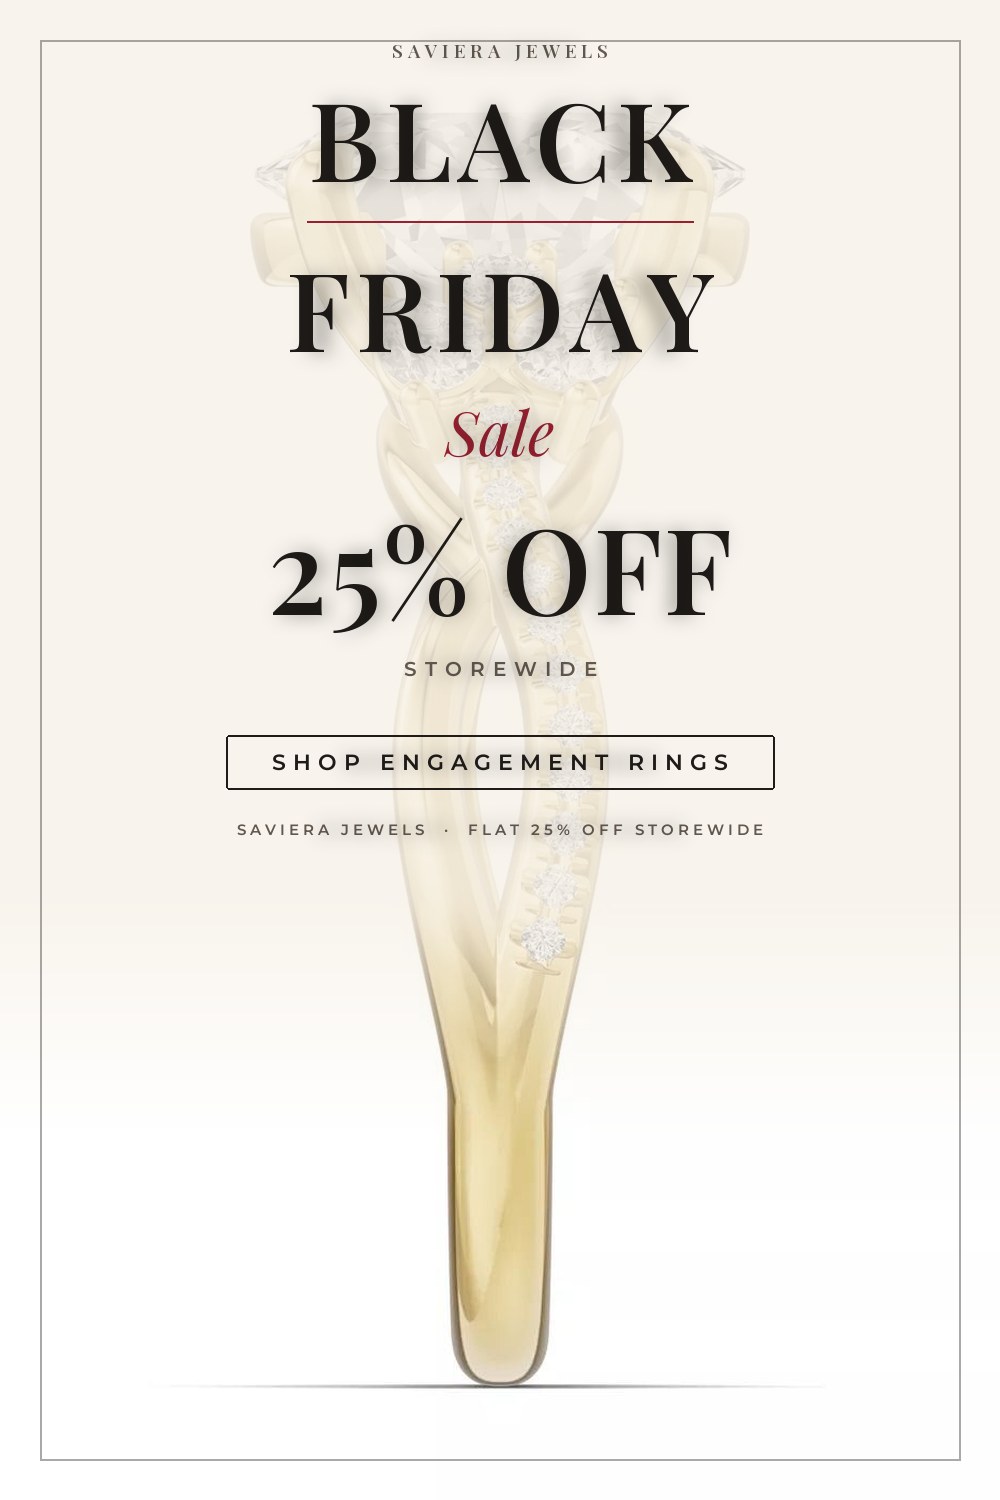 SAVIERA JEWELS
BLACK
FRIDAY
Sale
25% OFF
STOREWIDE
SHOP ENGAGEMENT RINGS
SAVIERA JEWELS · FLAT 25% OFF STOREWIDE